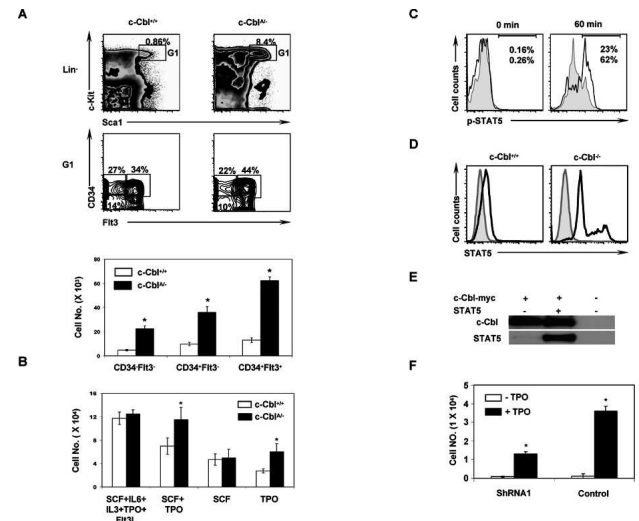 A
c-Cbl+/+
c-CblA/-
0.86%
G1
8.4%
G1
Lin-
c-Kit
Sca1
G1
27%
34%
14%
22%
44%
10%
CD34
Flt3
Cell No. (X 10³)
80
60
40
20
0
c-Cbl+/+
c-CblA/-
*
*
*
CD34-Flt3-
CD34+Flt3-
CD34+Flt3+
B
Cell No. ( X 10⁴)
16
12
8
4
0
c-Cbl+/+
c-CblA/-
*
*
SCF+IL6+
IL3+TPO+
Flt3L
SCF+
TPO
SCF
TPO
C
0 min
60 min
0.16%
0.26%
23%
62%
Cell counts
p-STAT5
D
c-Cbl+/+
c-Cbl-/-
Cell counts
STAT5
E
c-Cbl-myc + + -
STAT5 - + -
c-Cbl
STAT5
F
Cell NO. (1 X 10⁴)
5
4
3
2
1
0
- TPO
+ TPO
*
*
ShRNA1
Control